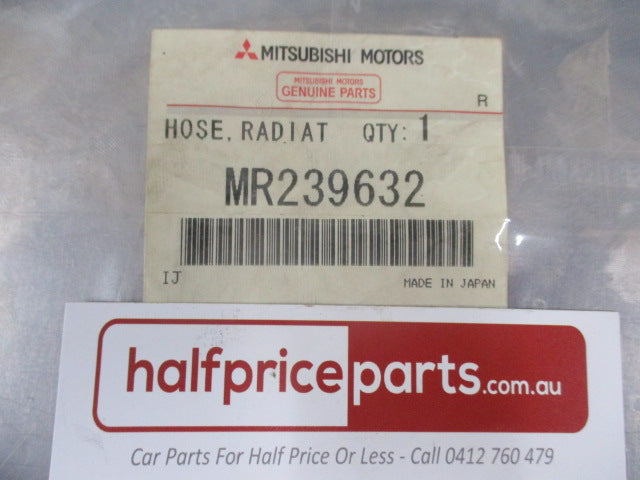 MITSUBISHI MOTORS
MITSUBISHI MOTORS
GENUINE PARTS
R
HOSE, RADIAT QTY: 1
MR239632
IJ MADE IN JAPAN
halfpriceparts.com.au
Car Parts For Half Price Or Less - Call 0412 760 479